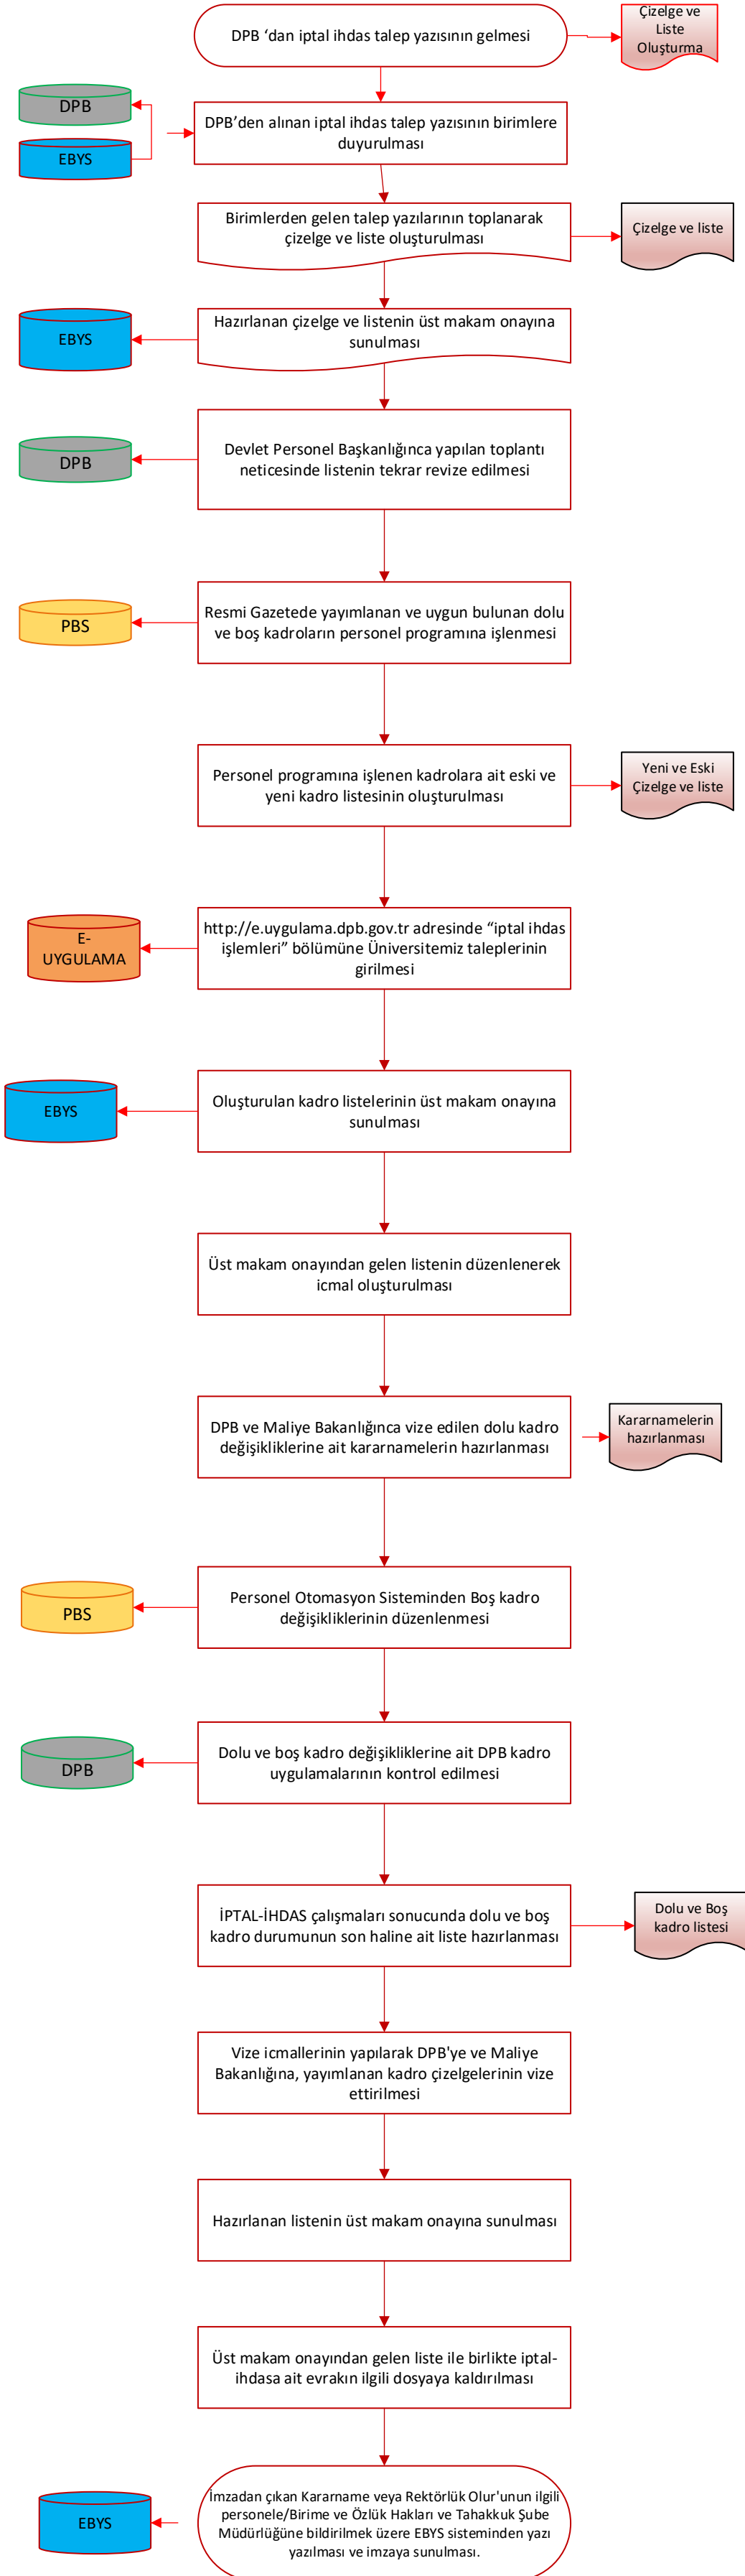 DPB ‘dan iptal ihdas talep yazısının gelmesi
Çizelge ve
Liste
Oluşturma
DPB
EBYS
DPB’den alınan iptal ihdas talep yazısının birimlere
duyurulması
Birimlerden gelen talep yazılarının toplanarak
çizelge ve liste oluşturulması
Çizelge ve liste
EBYS
Hazırlanan çizelge ve listenin üst makam onayına
sunulması
DPB
Devlet Personel Başkanlığınca yapılan toplantı
neticesinde listenin tekrar revize edilmesi
PBS
Resmi Gazetede yayımlanan ve uygun bulunan dolu
ve boş kadroların personel programına işlenmesi
Personel programına işlenen kadrolara ait eski ve
yeni kadro listesinin oluşturulması
Yeni ve Eski
Çizelge ve liste
E-
UYGULAMA
http://e.uygulama.dpb.gov.tr adresinde “iptal ihdas
işlemleri” bölümüne Üniversitemiz taleplerinin
girilmesi
EBYS
Oluşturulan kadro listelerinin üst makam onayına
sunulması
Üst makam onayından gelen listenin düzenlenerek
icmal oluşturulması
DPB ve Maliye Bakanlığınca vize edilen dolu kadro
değişikliklerine ait kararnamelerin hazırlanması
Kararnamelerin
hazırlanması
PBS
Personel Otomasyon Sisteminden Boş kadro
değişikliklerinin düzenlenmesi
DPB
Dolu ve boş kadro değişikliklerine ait DPB kadro
uygulamalarının kontrol edilmesi
İPTAL-İHDAS çalışmaları sonucunda dolu ve boş
kadro durumunun son haline ait liste hazırlanması
Dolu ve Boş
kadro listesi
Vize icmallerinin yapılarak DPB'ye ve Maliye
Bakanlığına, yayımlanan kadro çizelgelerinin vize
ettirilmesi
Hazırlanan listenin üst makam onayına sunulması
Üst makam onayından gelen liste ile birlikte iptal-
ihdasa ait evrakın ilgili dosyaya kaldırılması
EBYS
İmzadan çıkan Kararname veya Rektörlük Olur'unun ilgili
personele/Birime ve Özlük Hakları ve Tahakkuk Şube
Müdürlüğüne bildirilmek üzere EBYS sisteminden yazı
yazılması ve imzaya sunulması.